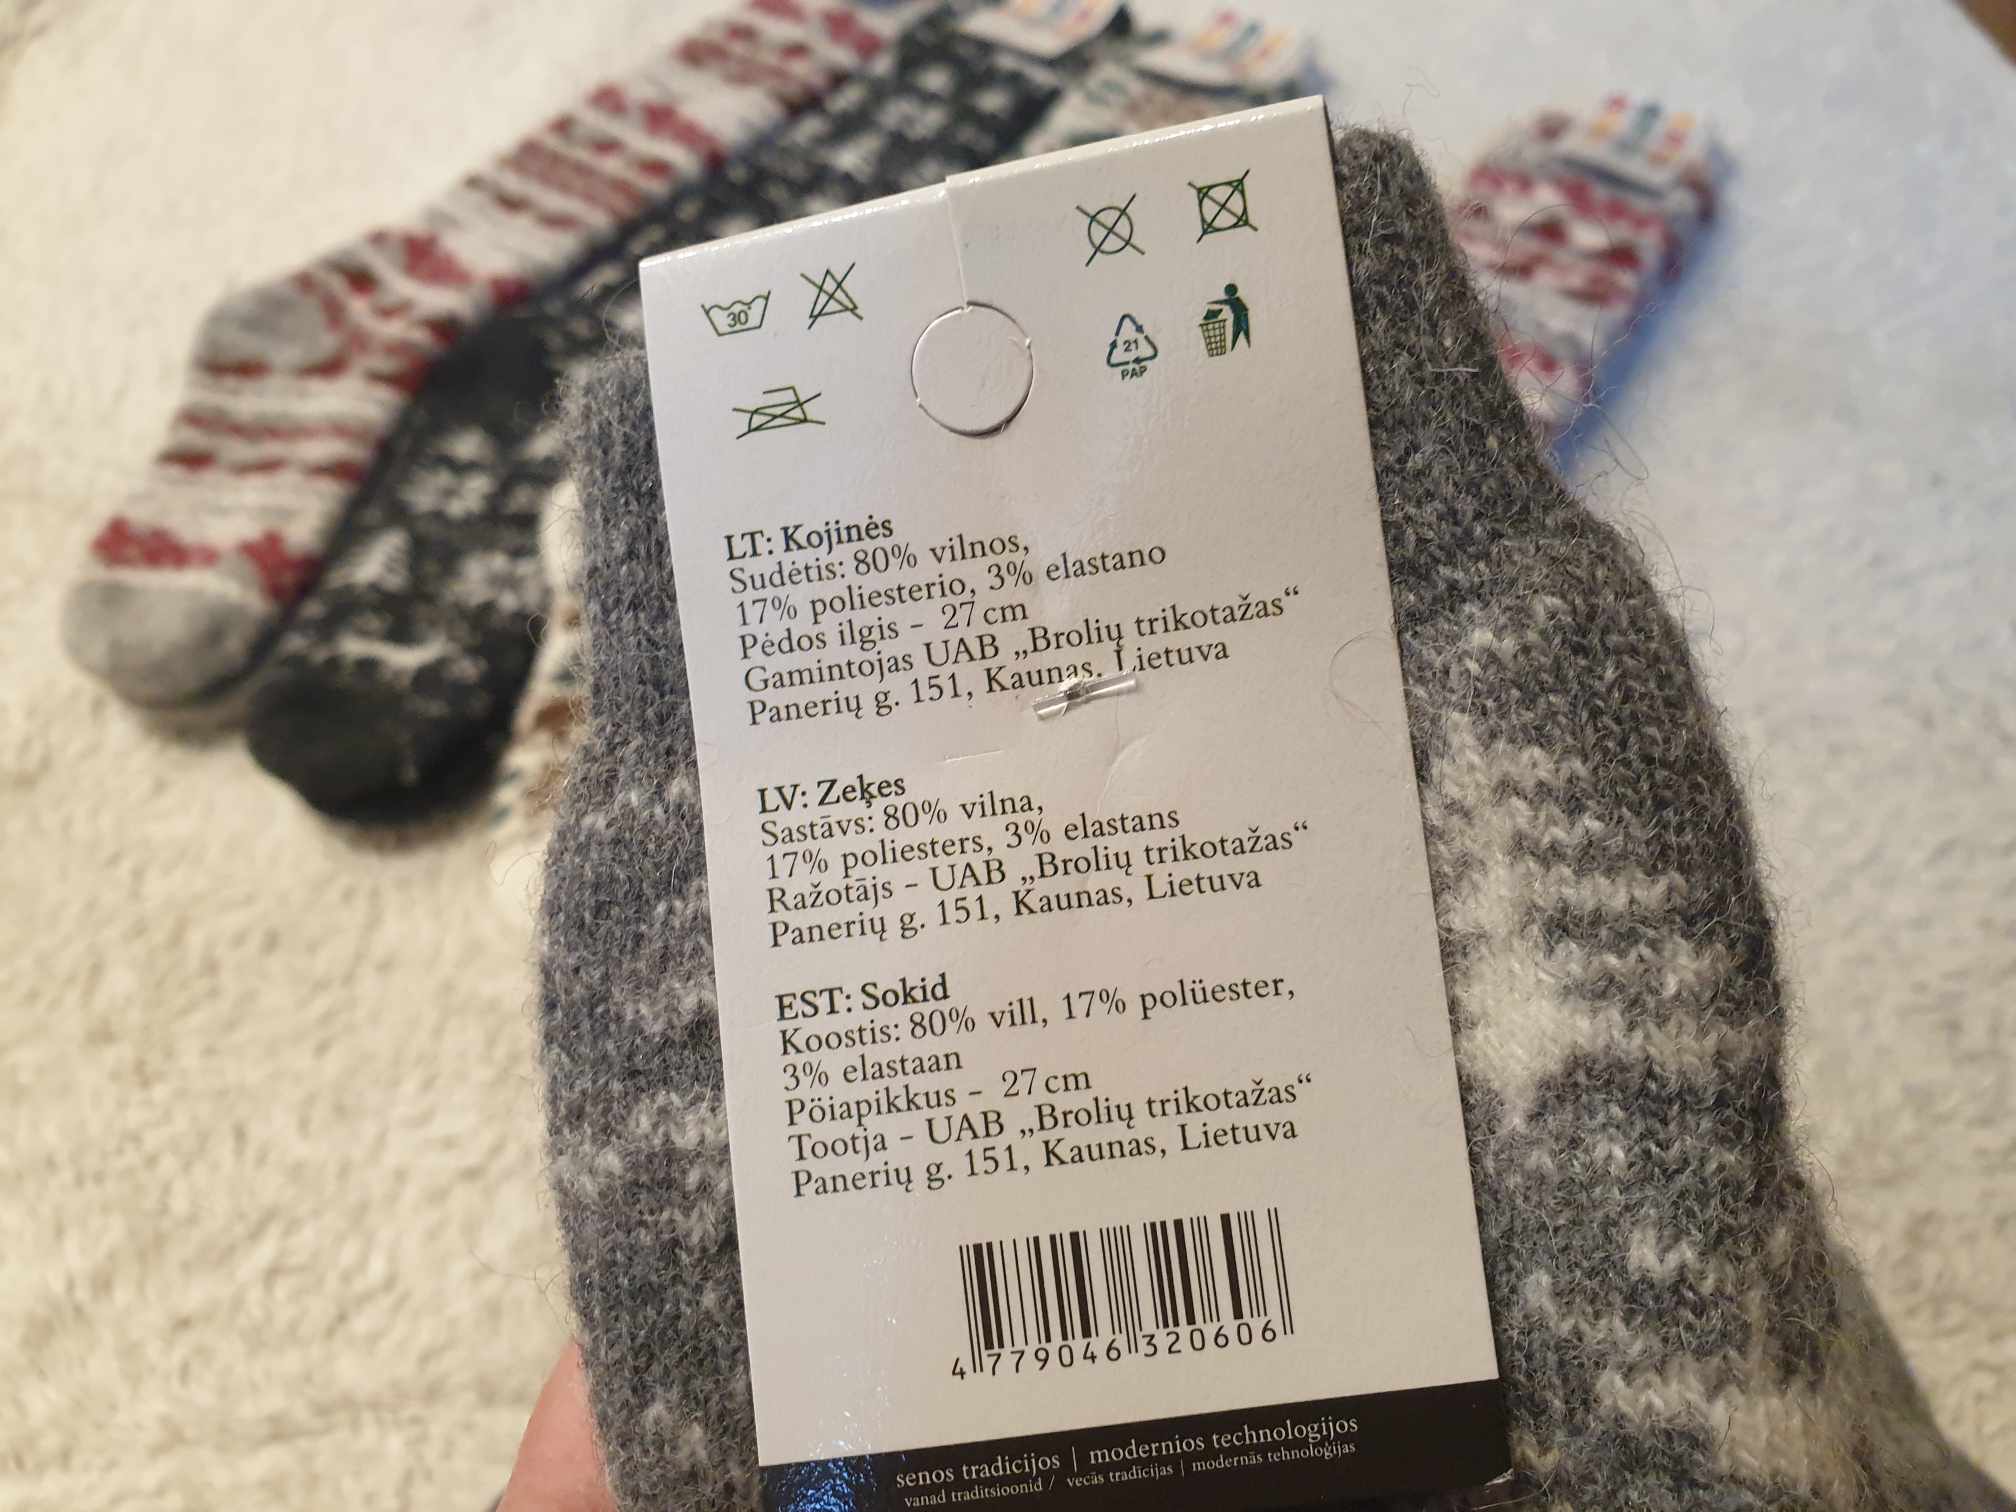 30°
21
PAP
LT: Kojinės
Sudėtis: 80% vilnos,
17% poliesterio, 3% elastano
Pėdos ilgis – 27 cm
Gamintojas UAB „Brolių trikotažas“
Panerių g. 151, Kaunas, Lietuva
LV: Zeķes
Sastāvs: 80% vilna,
17% poliesters, 3% elastans
Ražotājs – UAB „Brolių trikotažas“
Panerių g. 151, Kaunas, Lietuva
EST: Sokid
Koostis: 80% vill, 17% polüester,
3% elastaan
Pöiapikkus – 27 cm
Tootja – UAB „Brolių trikotažas“
Panerių g. 151, Kaunas, Lietuva
4 779046 320606
senos tradicijos | modernios technologijos
vanad traditsioonid / vecās tradīcijas | modernās tehnoloģijas